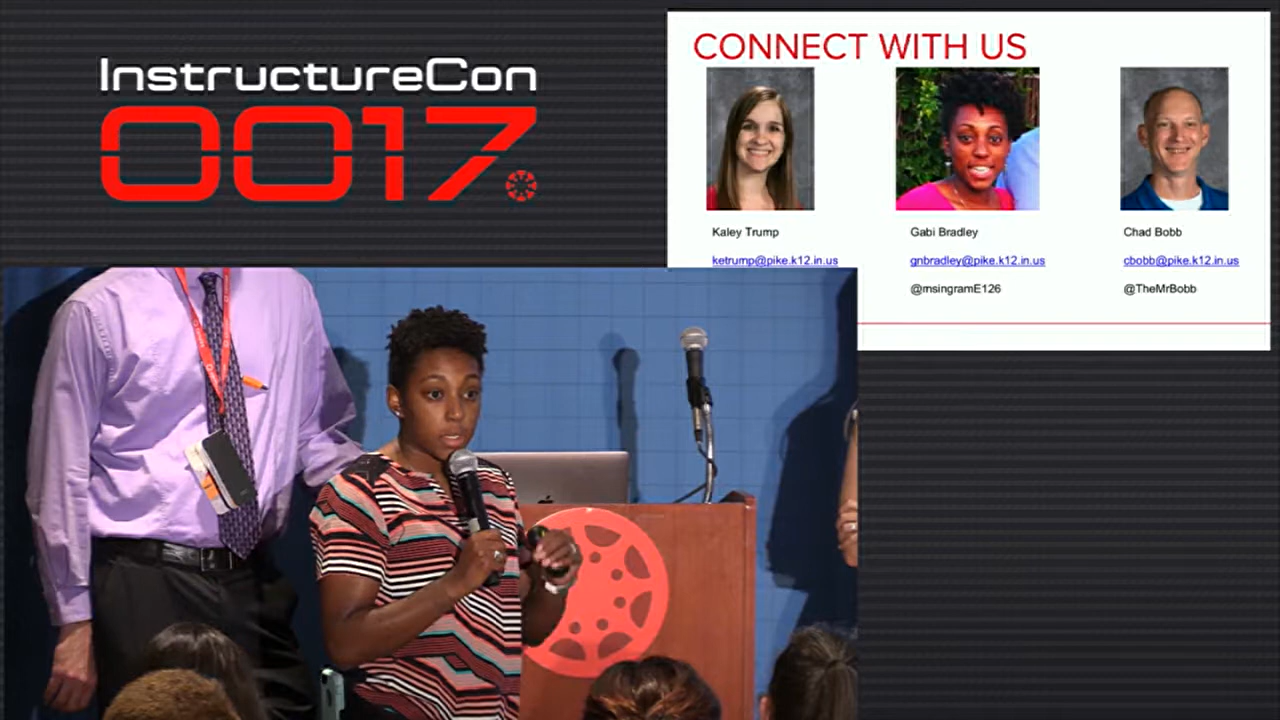 InstructureCon
0017
CONNECT WITH US
Kaley Trump
Gabi Bradley
Chad Bobb
ketrump@pike.k12.in.us
gnbradley@pike.k12.in.us
cbobb@pike.k12.in.us
@msingramE126
@TheMrBobb